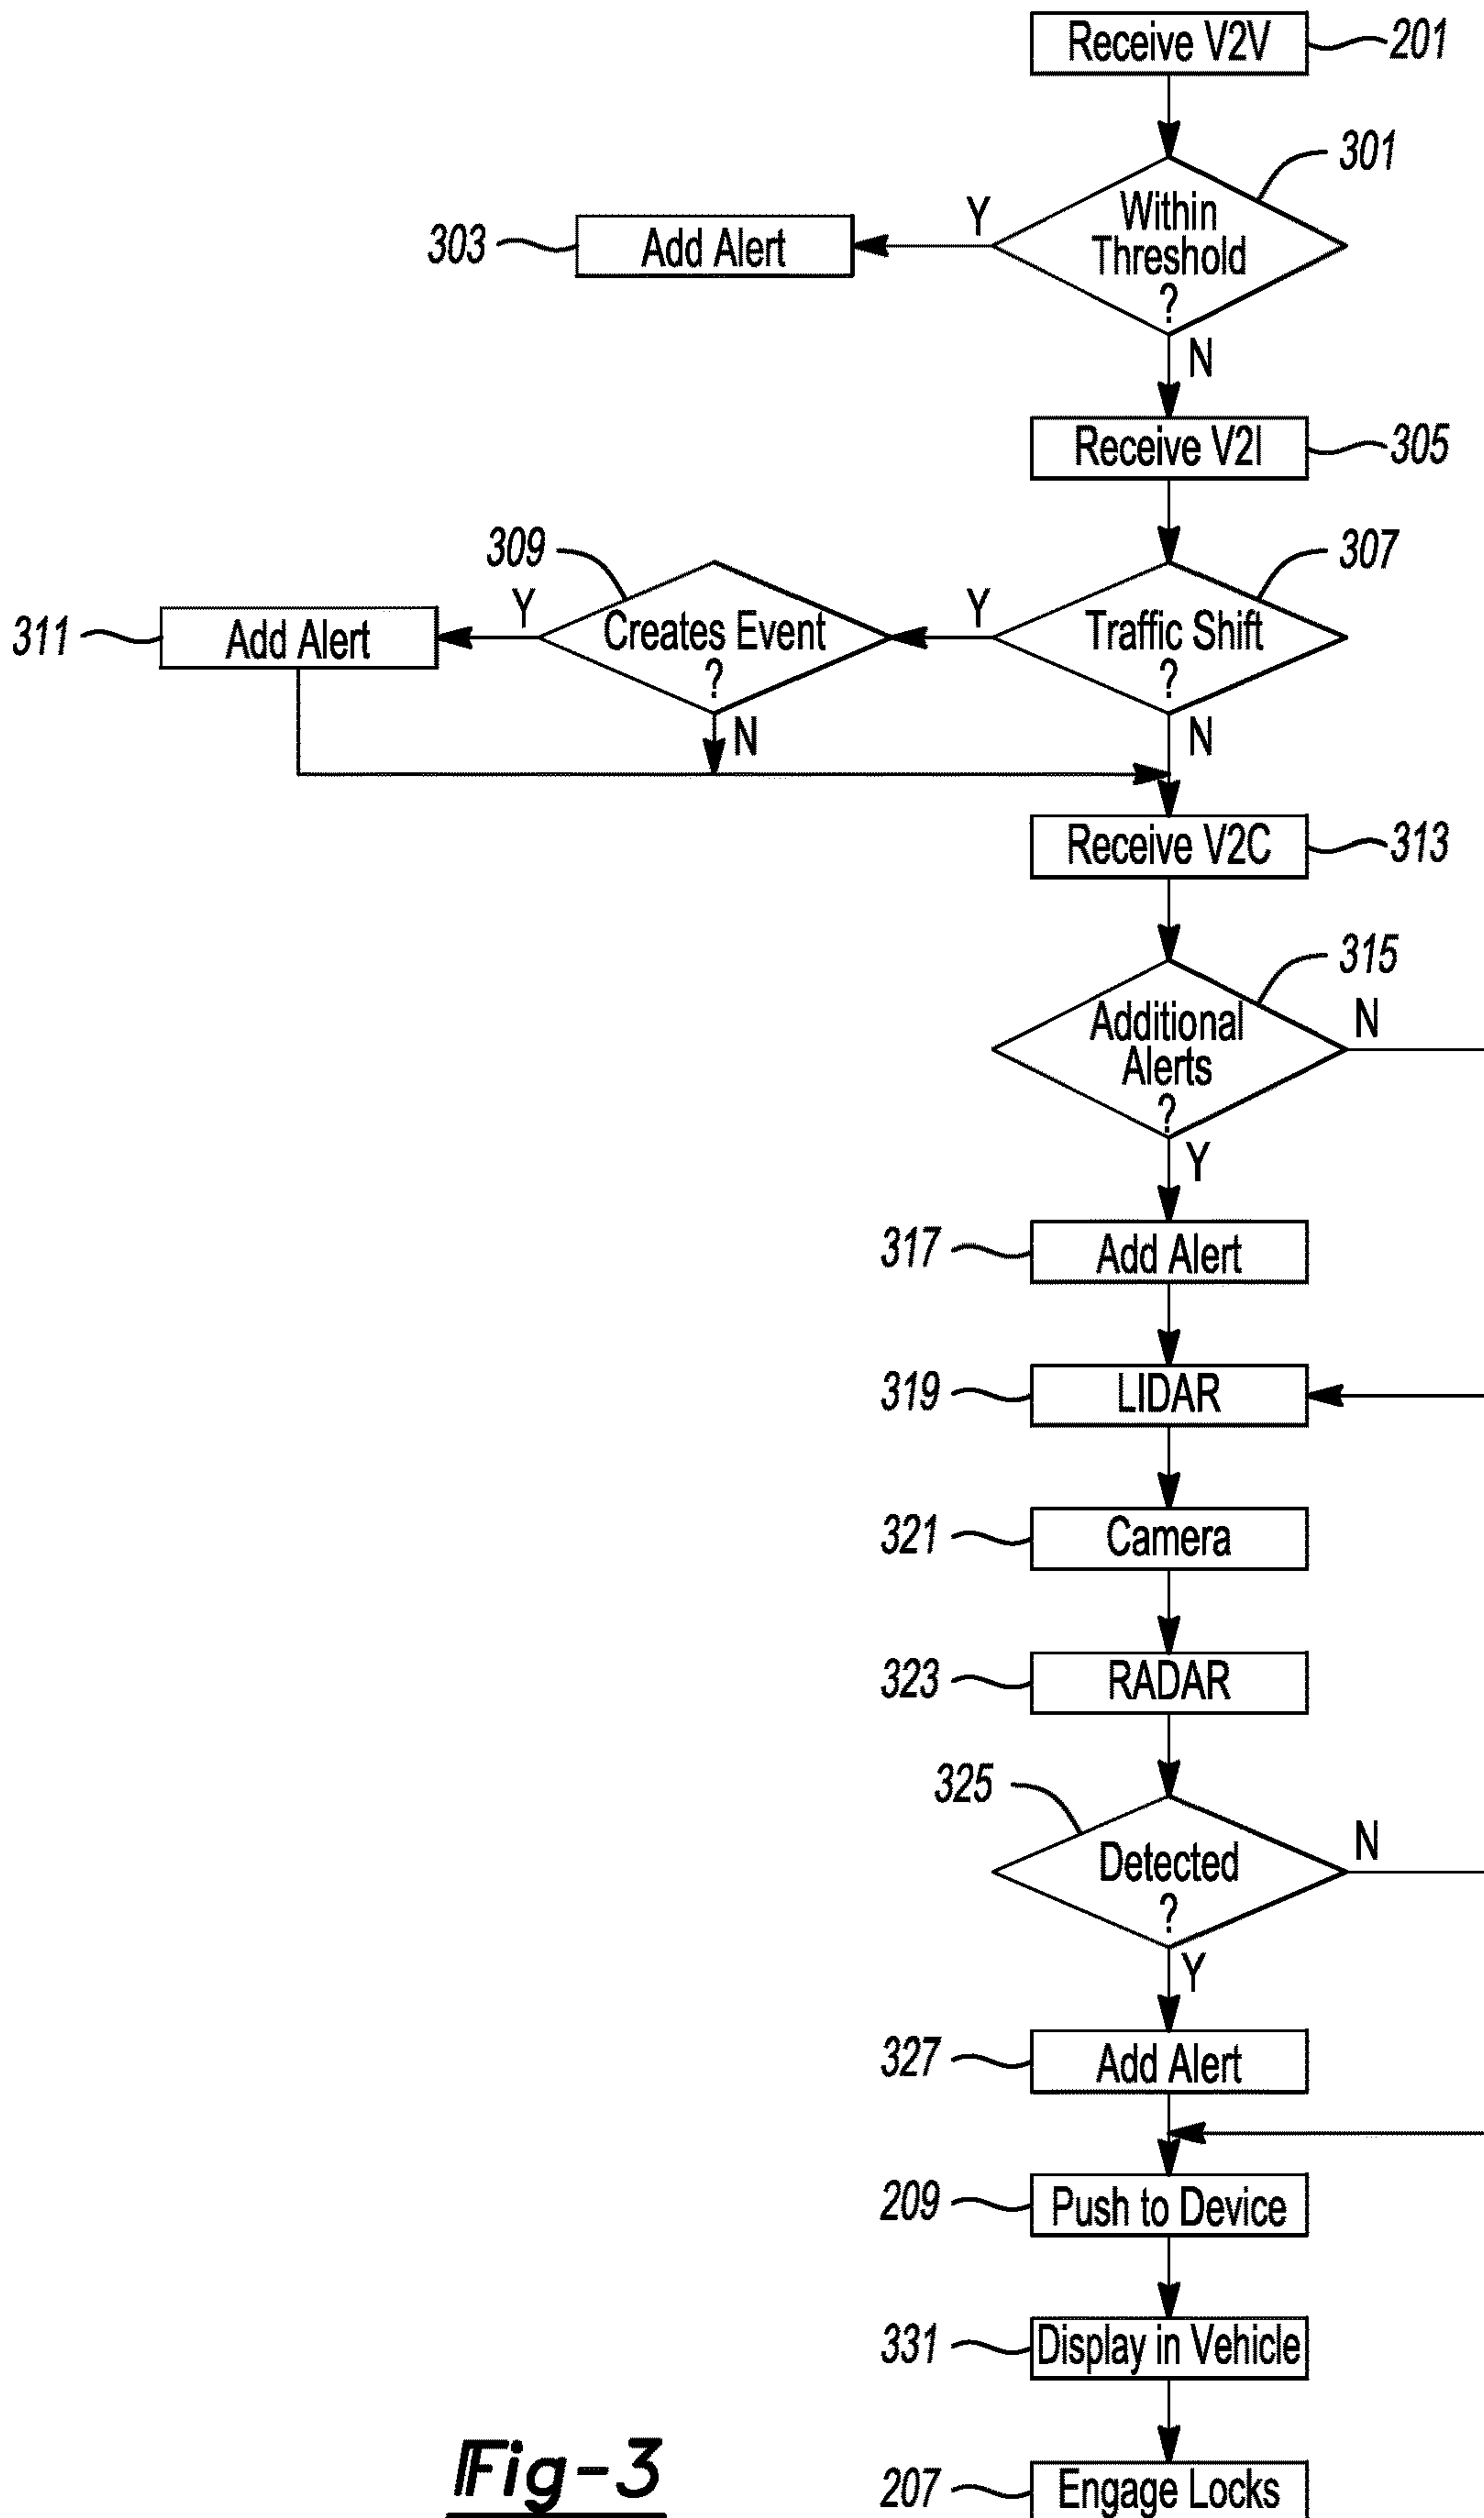 Receive V2V
201
301
Within
Threshold
?
Y
303
Add Alert
N
Receive V2I
305
309
307
Y
Y
311
Add Alert
Creates Event
?
Traffic Shift
?
N
N
Receive V2C
313
315
Additional
Alerts
?
N
Y
317
Add Alert
319
LIDAR
321
Camera
323
RADAR
325
Detected
?
N
Y
327
Add Alert
209
Push to Device
331
Display in Vehicle
207
Engage Locks
Fig-3